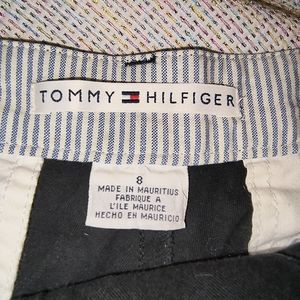 TOMMY HILFIGER
8
MADE IN MAURITIUS
FABRIQUE A
L'ILE MAURICE
HECHO EN MAURICIO